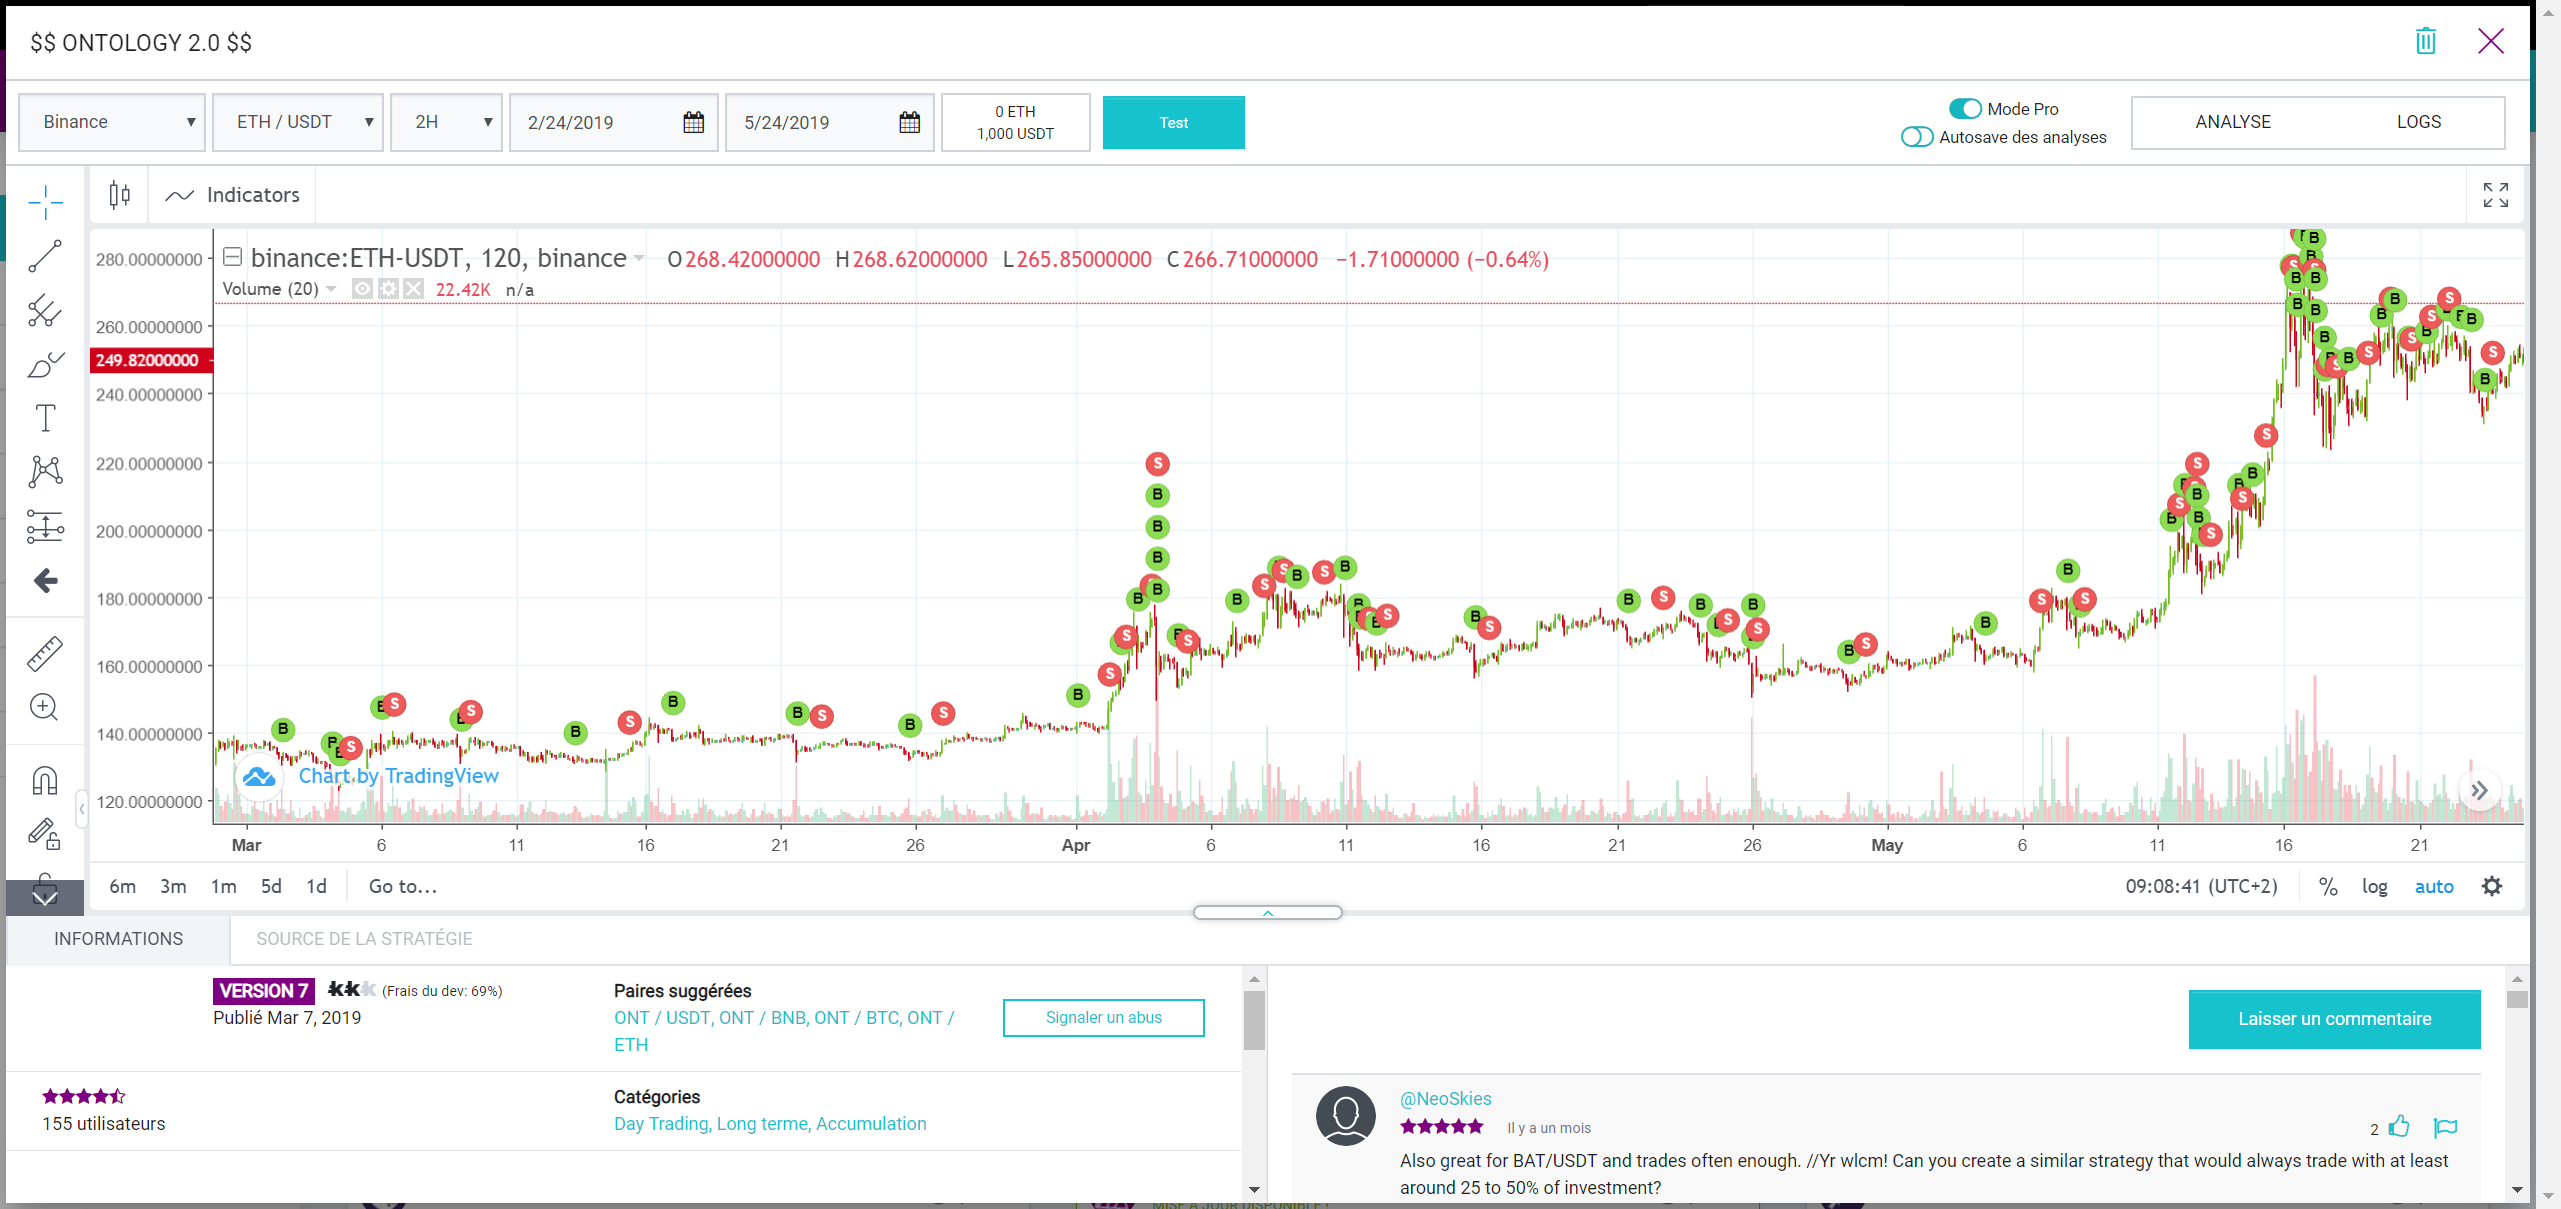 $$ ONTOLOGY 2.0 $$
Binance
ETH / USDT
2H
2/24/2019
5/24/2019
0 ETH
1,000 USDT
Test
Mode Pro
Autosave des analyses
ANALYSE
LOGS
Indicators
binance:ETH-USDT, 120, binance
O268.42000000 H268.62000000 L265.85000000 C266.71000000 −1.71000000 (−0.64%)
Volume (20)
22.42K n/a
280.00000000
260.00000000
249.82000000
240.00000000
220.00000000
200.00000000
180.00000000
160.00000000
140.00000000
120.00000000
Chart by TradingView
Mar 6 11 16 21 26 Apr 6 11 16 21 26 May 6 11 16 21
6m 3m 1m 5d 1d Go to...
09:08:41 (UTC+2) % log auto
INFORMATIONS
SOURCE DE LA STRATÉGIE
VERSION 7
(Frais du dev: 69%)
Publié Mar 7, 2019
Paires suggérées
ONT / USDT, ONT / BNB, ONT / BTC, ONT /
ETH
Signaler un abus
155 utilisateurs
Catégories
Day Trading, Long terme, Accumulation
Laisser un commentaire
@NeoSkies
Il y a un mois
2
Also great for BAT/USDT and trades often enough. //Yr wlcm! Can you create a similar strategy that would always trade with at least
around 25 to 50% of investment?